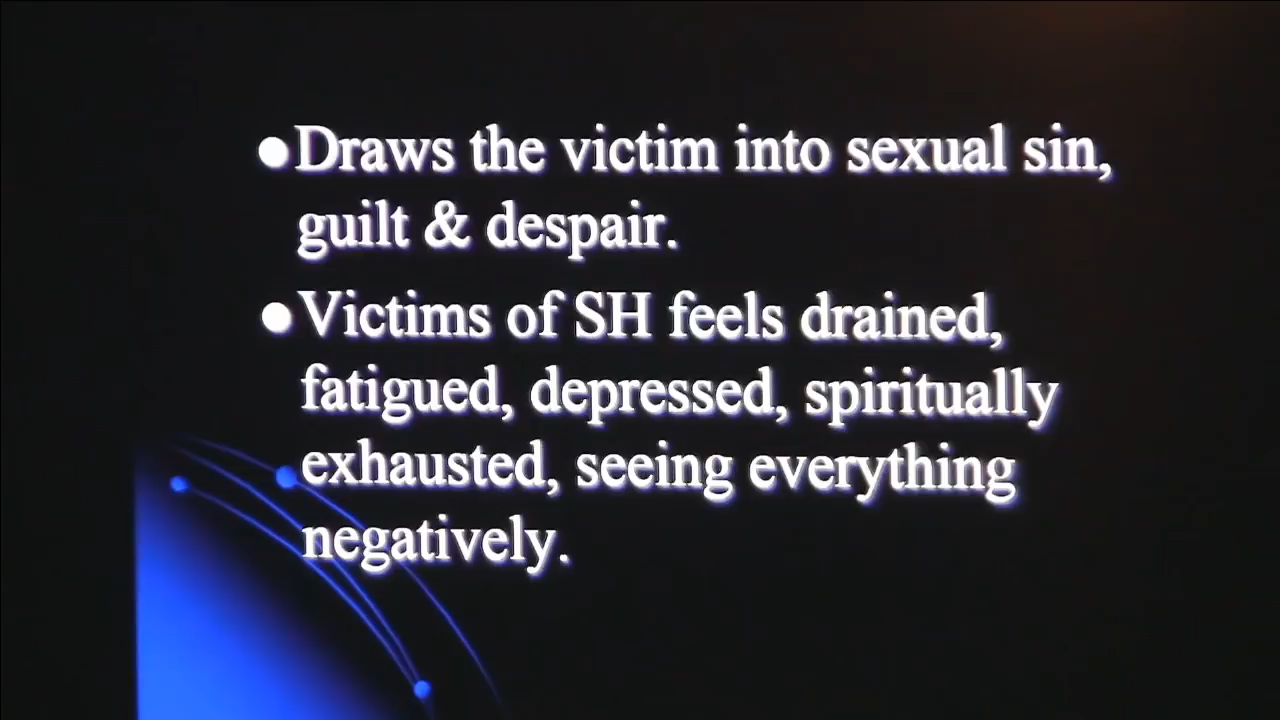 ●Draws the victim into sexual sin,
guilt & despair.
●Victims of SH feels drained,
fatigued, depressed, spiritually
exhausted, seeing everything
negatively.